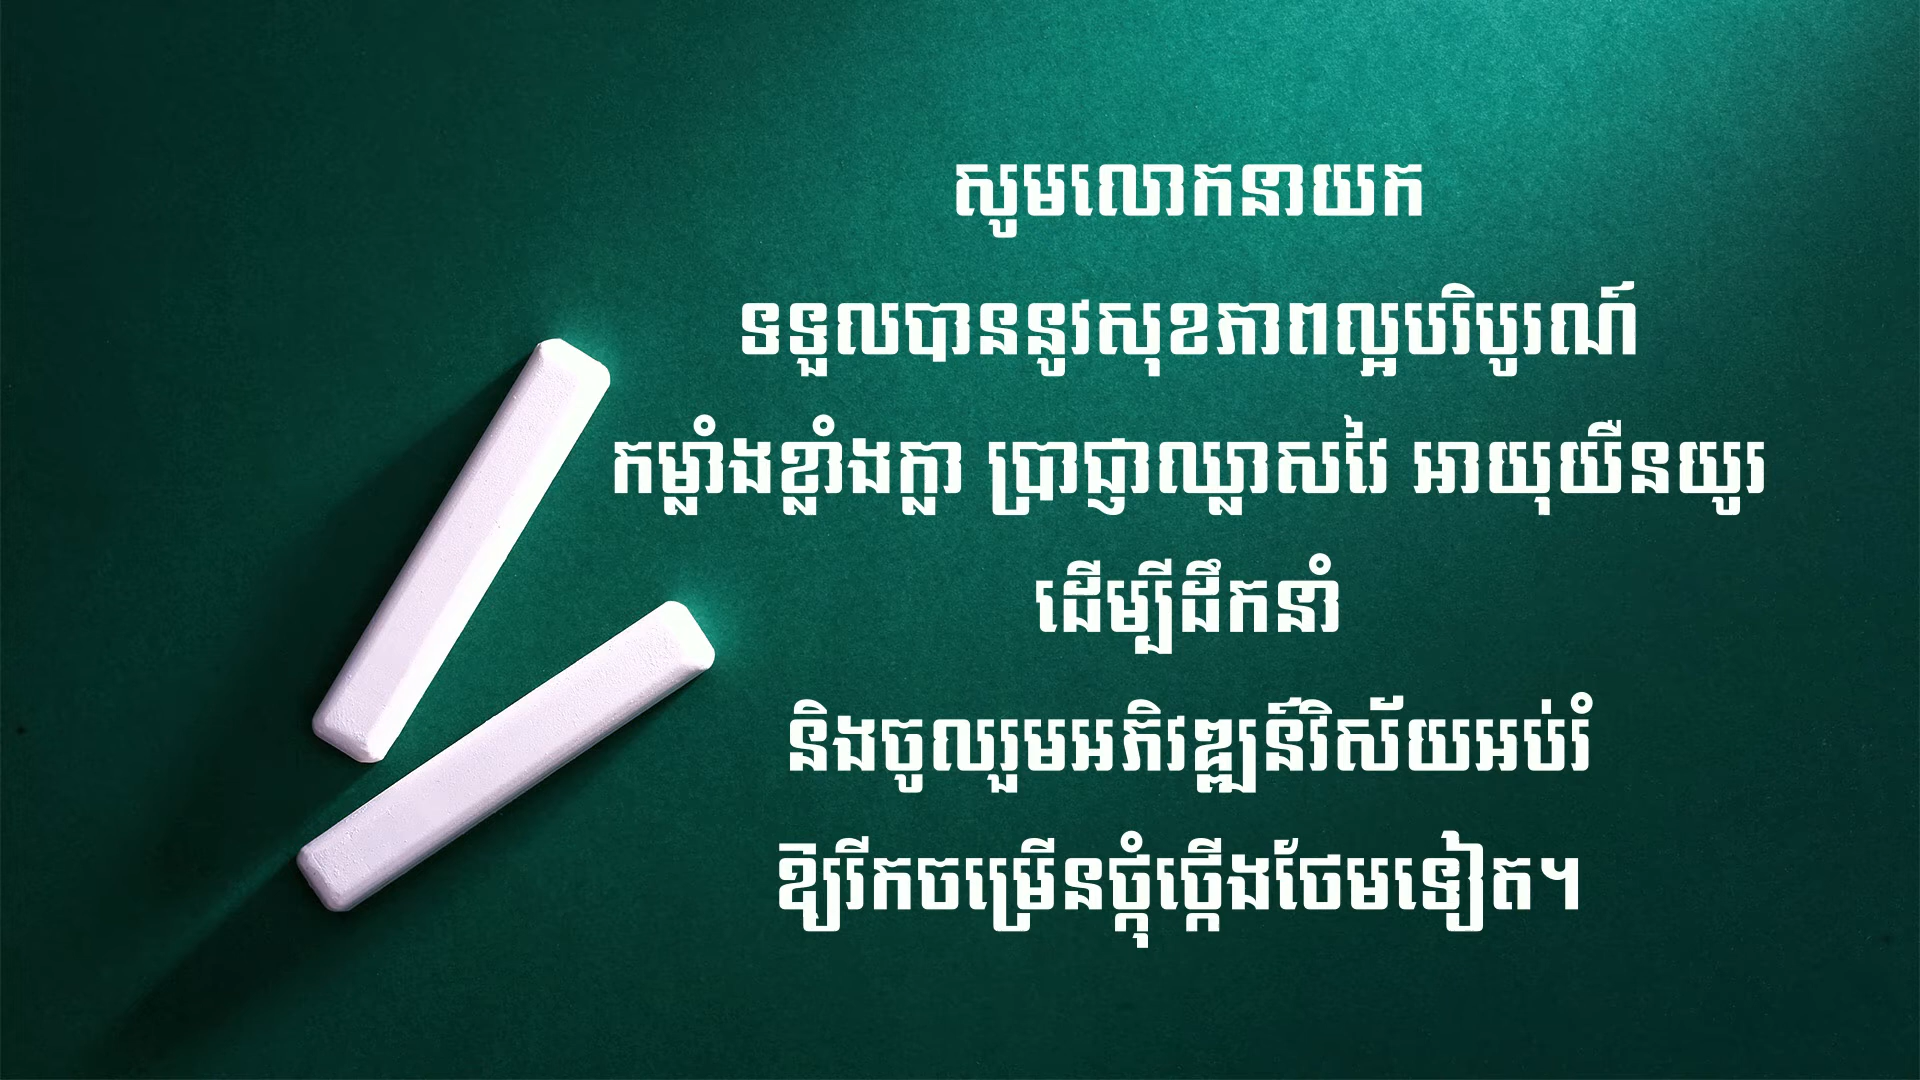 សូមលោកនាយក
ទទួលបាននូវសុខភាពល្អបរិបូរណ៍
កម្លាំងខ្លាំងក្លា ប្រាជ្ញាឈ្លាសវៃ អាយុយឺនយូរ
ដើម្បីដឹកនាំ
និងចូលរួមអភិវឌ្ឍន៍វិស័យអប់រំ
ឱ្យរីកចម្រើនថ្កុំថ្កើងថែមទៀត។